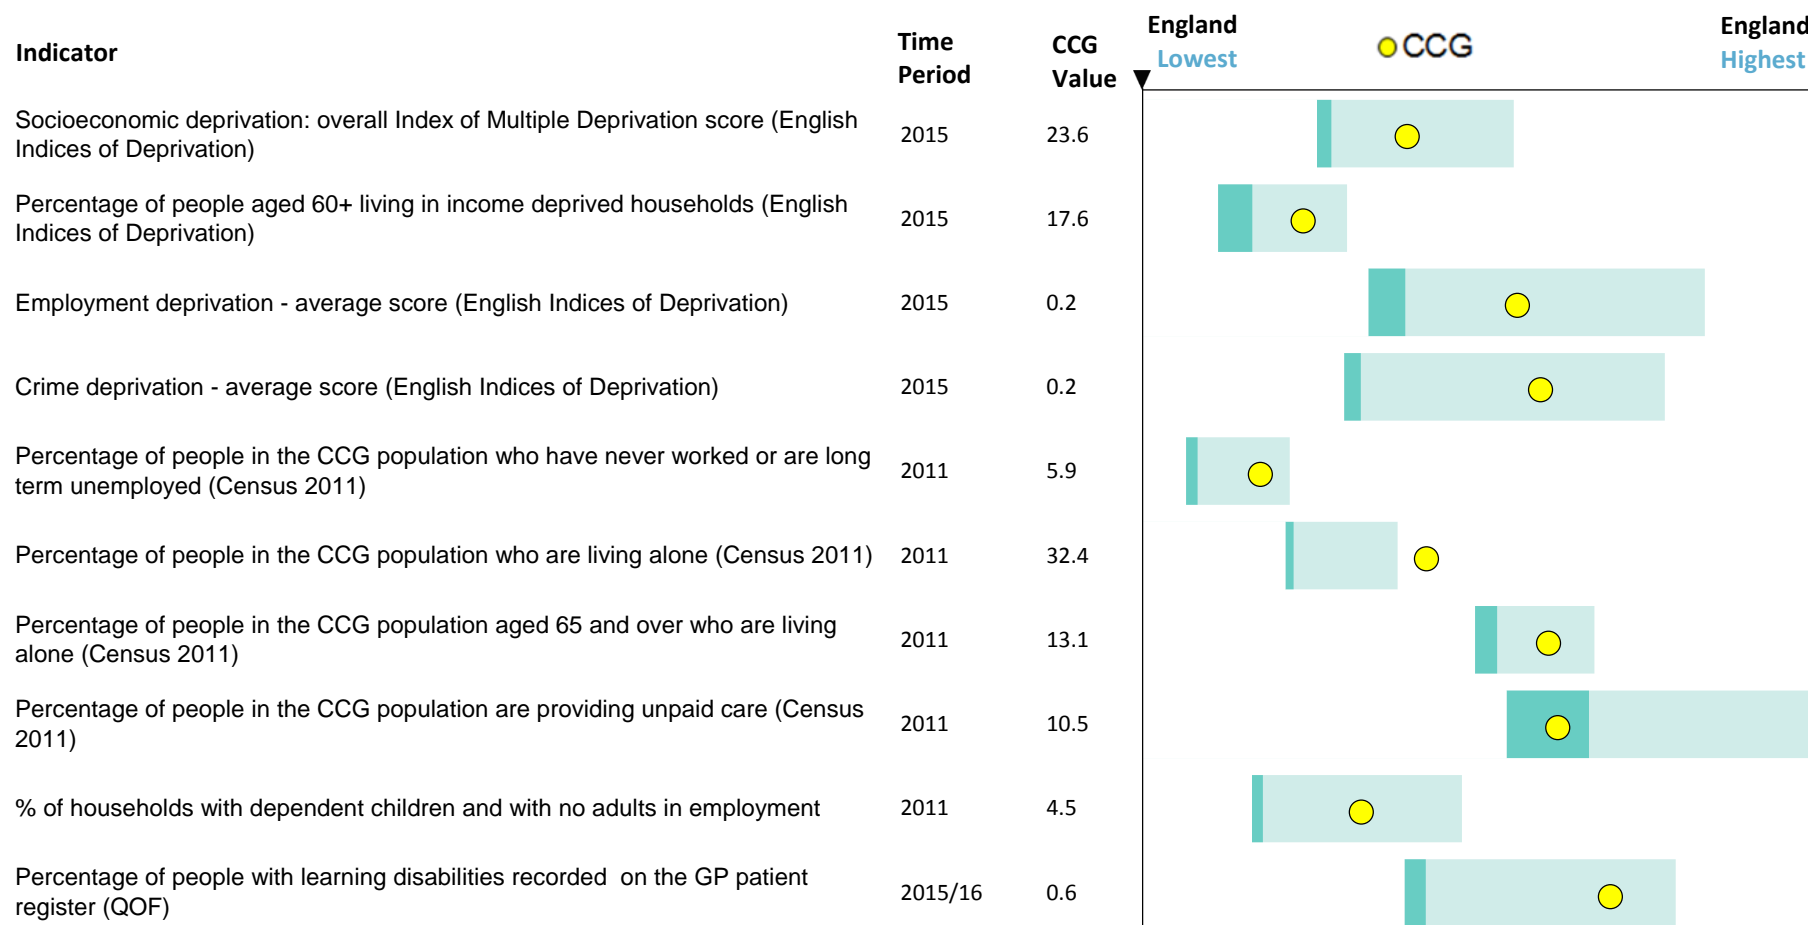 Indicator
Time
Period
CCG
Value
England
Lowest
CCG
England
Highest
Socioeconomic deprivation: overall Index of Multiple Deprivation score (English
Indices of Deprivation)
2015
23.6
Percentage of people aged 60+ living in income deprived households (English
Indices of Deprivation)
2015
17.6
Employment deprivation - average score (English Indices of Deprivation)
2015
0.2
Crime deprivation - average score (English Indices of Deprivation)
2015
0.2
Percentage of people in the CCG population who have never worked or are long
term unemployed (Census 2011)
2011
5.9
Percentage of people in the CCG population who are living alone (Census 2011)
2011
32.4
Percentage of people in the CCG population aged 65 and over who are living
alone (Census 2011)
2011
13.1
Percentage of people in the CCG population are providing unpaid care (Census
2011)
2011
10.5
% of households with dependent children and with no adults in employment
2011
4.5
Percentage of people with learning disabilities recorded on the GP patient
register (QOF)
2015/16
0.6